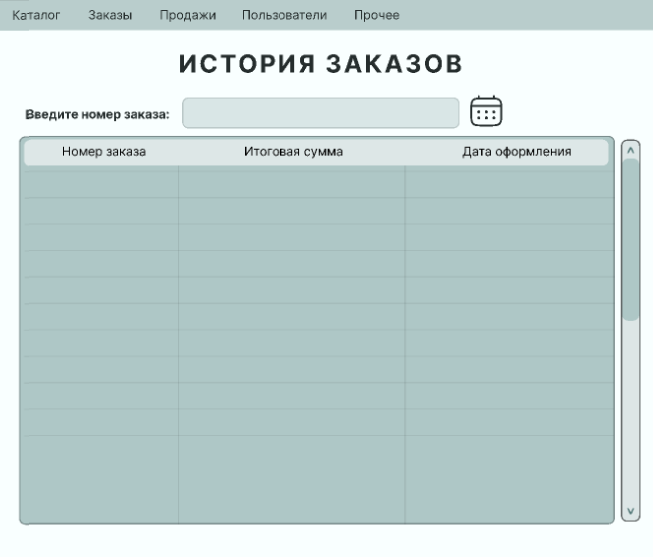 Каталог Заказы Продажи Пользователи Прочее
ИСТОРИЯ ЗАКАЗОВ
Введите номер заказа:
Номер заказа Итоговая сумма Дата оформления